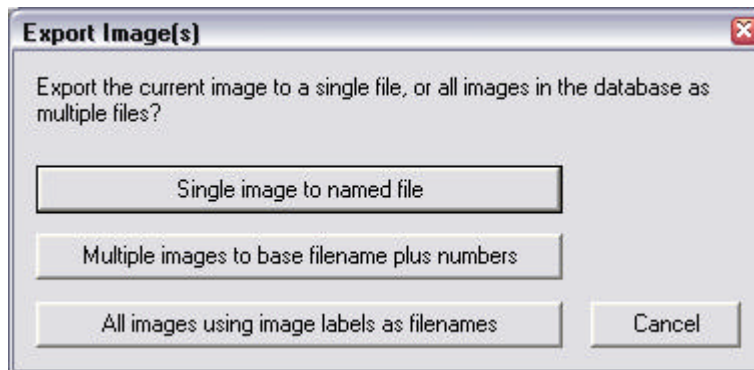 Export Image(s)
Export the current image to a single file, or all images in the database as
multiple files?
Single image to named file
Multiple images to base filename plus numbers
All images using image labels as filenames
Cancel